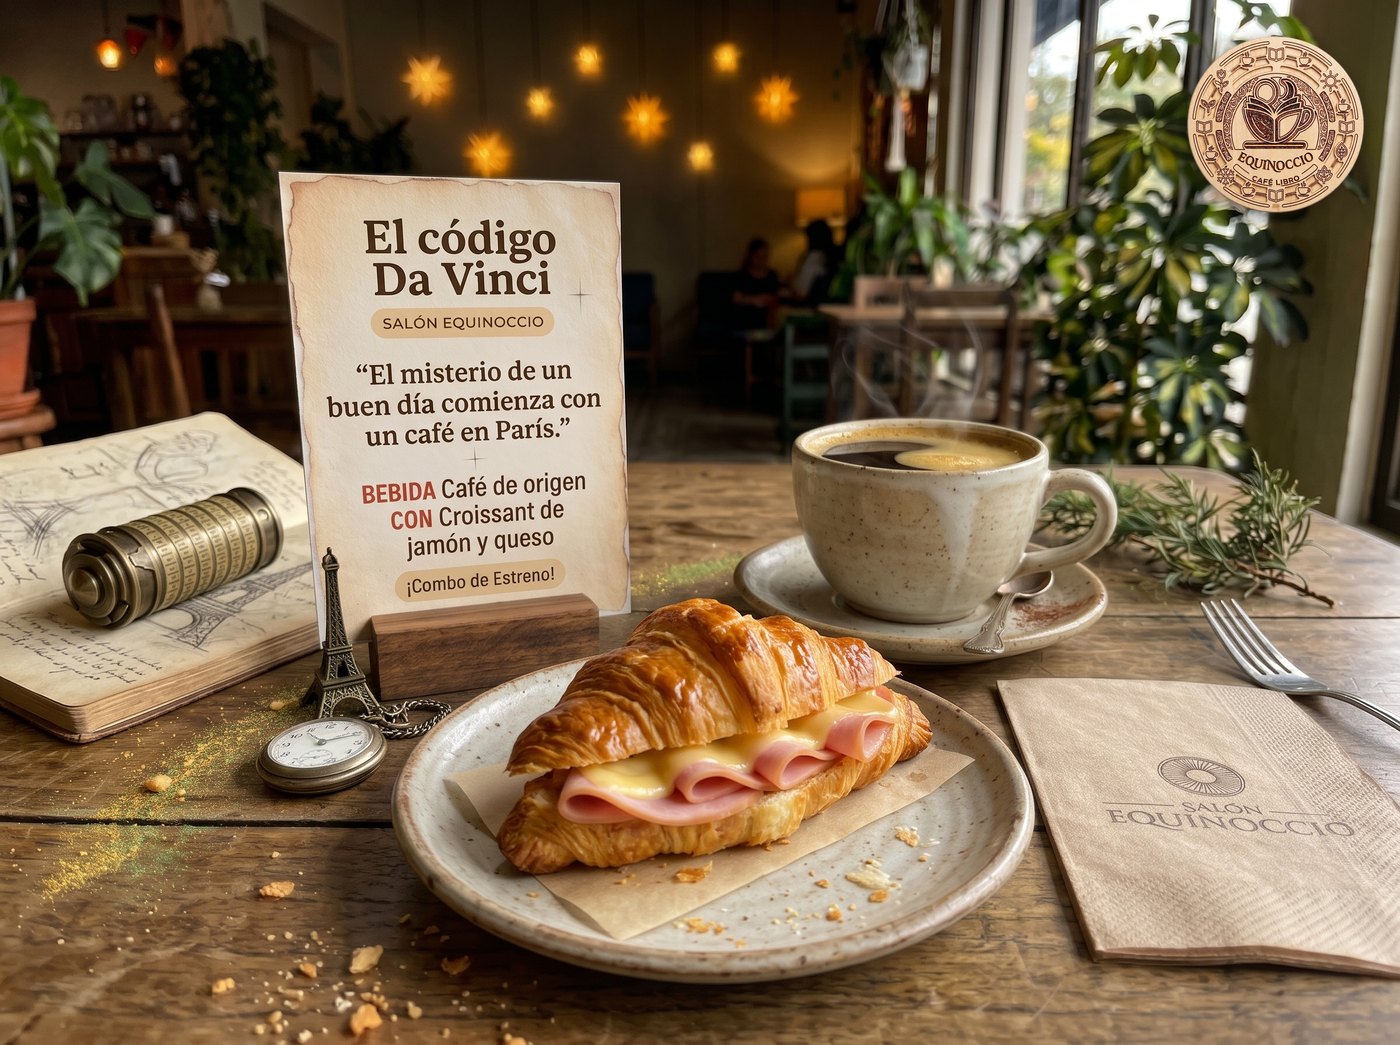 El código
Da Vinci
SALÓN EQUINOCCIO
“El misterio de un
buen día comienza con
un café en París.”
BEBIDA Café de origen
CON Croissant de
jamón y queso
¡Combo de Estreno!
EQUINOCCIO
CAFÉ LIBRO
SALÓN
EQUINOCCIO